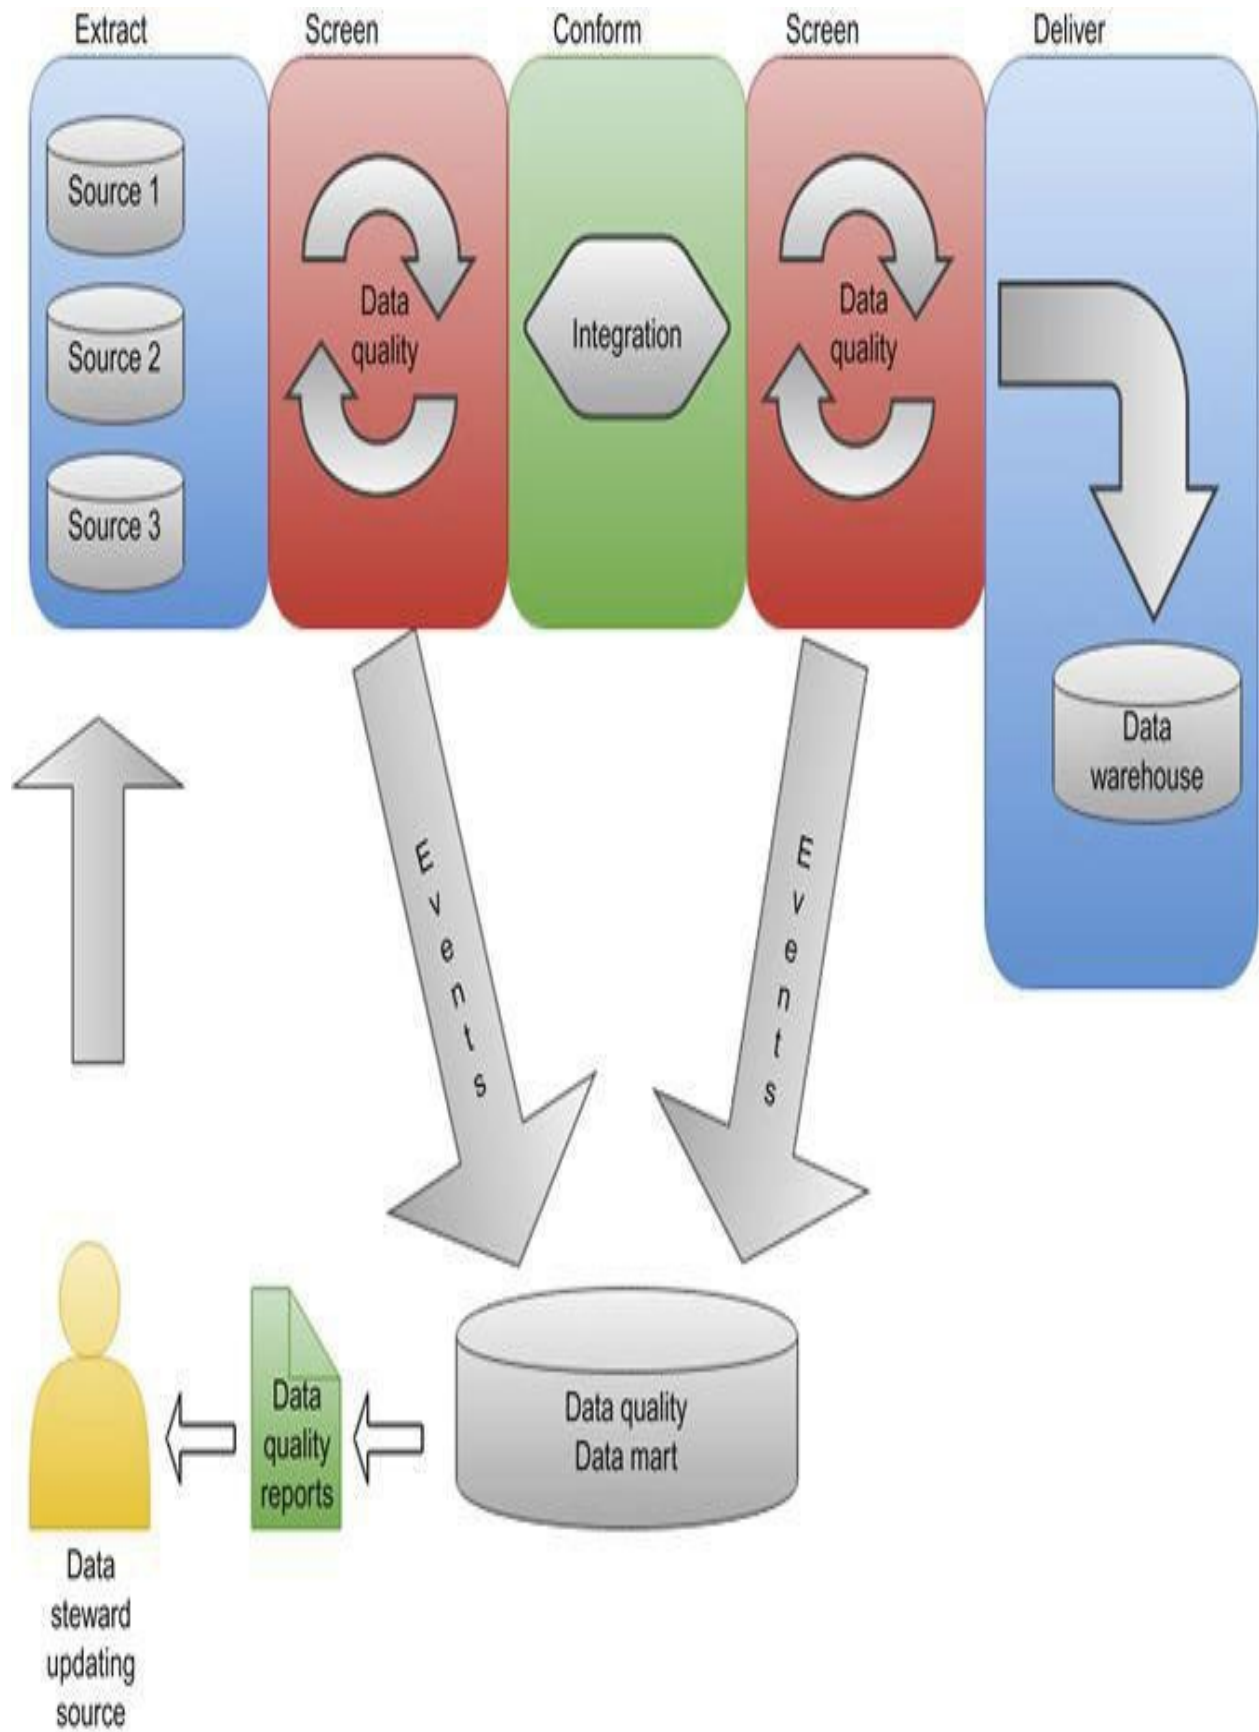 Extract
Screen
Conform
Screen
Deliver
Source 1
Source 2
Source 3
Data
quality
Integration
Data
quality
Data
warehouse
Events
Events
Data quality
Data mart
Data
quality
reports
Data
steward
updating
source